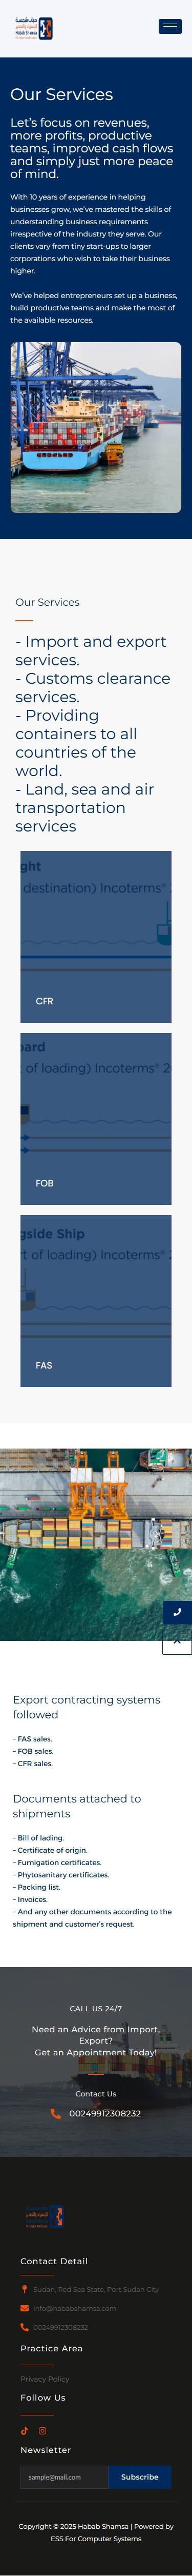 Habab Shamsa
Our Services
Let's focus on revenues,
more profits, productive
teams, improved cash flows
and simply just more peace
of mind.
With 10 years of experience in helping
businesses grow, we've mastered the skills of
understanding business requirements
irrespective of the industry they serve. Our
clients vary from tiny start-ups to larger
corporations who wish to take their business
higher.
We've helped entrepreneurs set up a business,
build productive teams and make the most of
the available resources.
Our Services
- Import and export
services.
- Customs clearance
services.
- Providing
containers to all
countries of the
world.
- Land, sea and air
transportation
services
destination) Incoterms®
CFR
t of loading) Incoterms® 20
FOB
gside Ship
rt of loading) Incoterms® 2
FAS
Export contracting systems
followed
– FAS sales.
– FOB sales.
– CFR sales.
Documents attached to
shipments
– Bill of lading.
– Certificate of origin.
– Fumigation certificates.
– Phytosanitary certificates.
– Packing list.
– Invoices.
– And any other documents according to the
shipment and customer's request.
CALL US 24/7
Need an Advice from Import,
Export?
Get an Appointment Today!
Contact Us
00249912308232
Contact Detail
Sudan, Red Sea State, Port Sudan City
info@hababshamsa.com
00249912308232
Practice Area
Privacy Policy
Follow Us
Newsletter
sample@mail.com
Subscribe
Copyright © 2025 Habab Shamsa | Powered by
ESS For Computer Systems